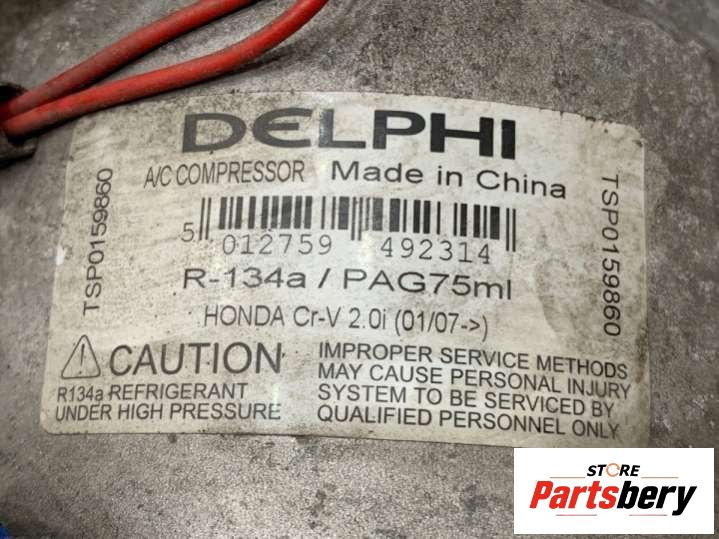 DELPHI
A/C COMPRESSOR Made in China
TSP0159860
TSP0159860
5 012759 492314
R-134a / PAG75ml
HONDA Cr-V 2.0i (01/07->)
CAUTION
R134a REFRIGERANT
UNDER HIGH PRESSURE
IMPROPER SERVICE METHODS
MAY CAUSE PERSONAL INJURY
SYSTEM TO BE SERVICED BY
QUALIFIED PERSONNEL ONLY
STORE
Partsbery